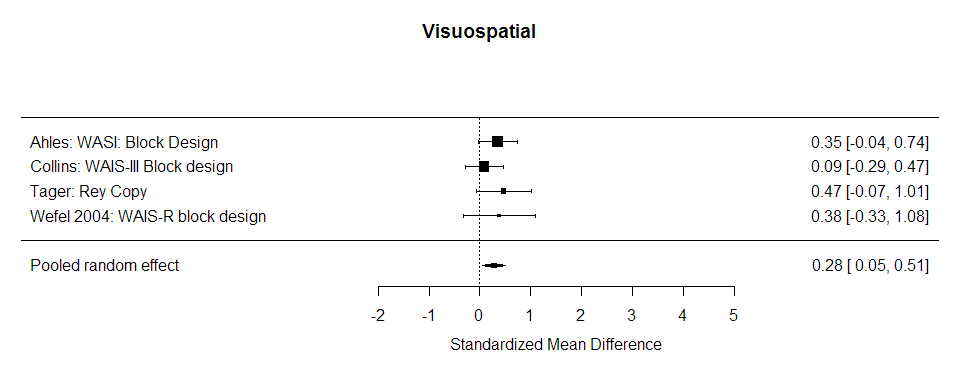 Visuospatial
Ahles: WASI: Block Design 0.35 [-0.04, 0.74]
Collins: WAIS-III Block design 0.09 [-0.29, 0.47]
Tager: Rey Copy 0.47 [-0.07, 1.01]
Wefel 2004: WAIS-R block design 0.38 [-0.33, 1.08]
Pooled random effect 0.28 [ 0.05, 0.51]
-2 -1 0 1 2 3 4 5
Standardized Mean Difference